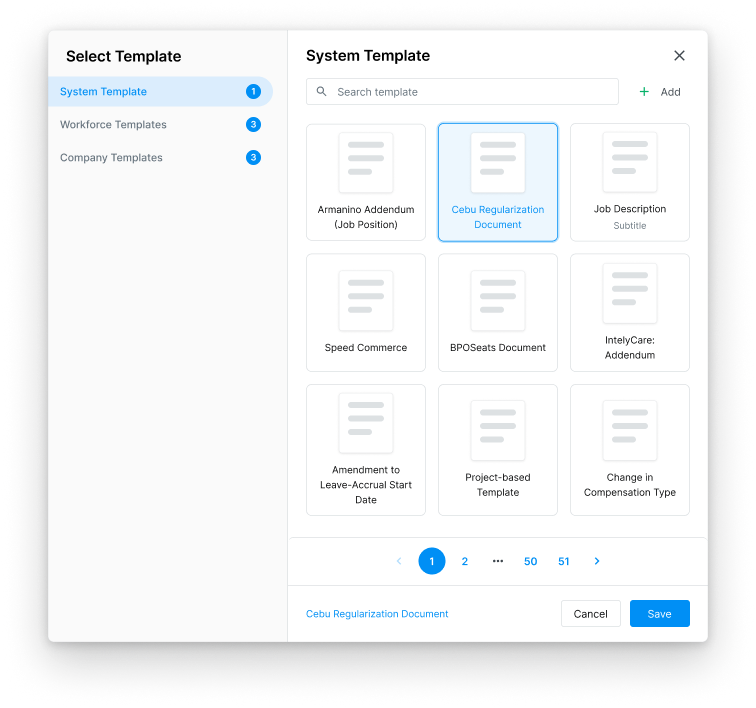 Select Template
System Template
1
Workforce Templates
3
Company Templates
3
System Template
Search template
Add
Armanino Addendum
(Job Position)
Cebu Regularization
Document
Job Description
Subtitle
Speed Commerce
BPOSeats Document
IntelyCare:
Addendum
Amendment to
Leave-Accrual Start
Date
Project-based
Template
Change in
Compensation Type
1 2 ••• 50 51
Cebu Regularization Document
Cancel
Save